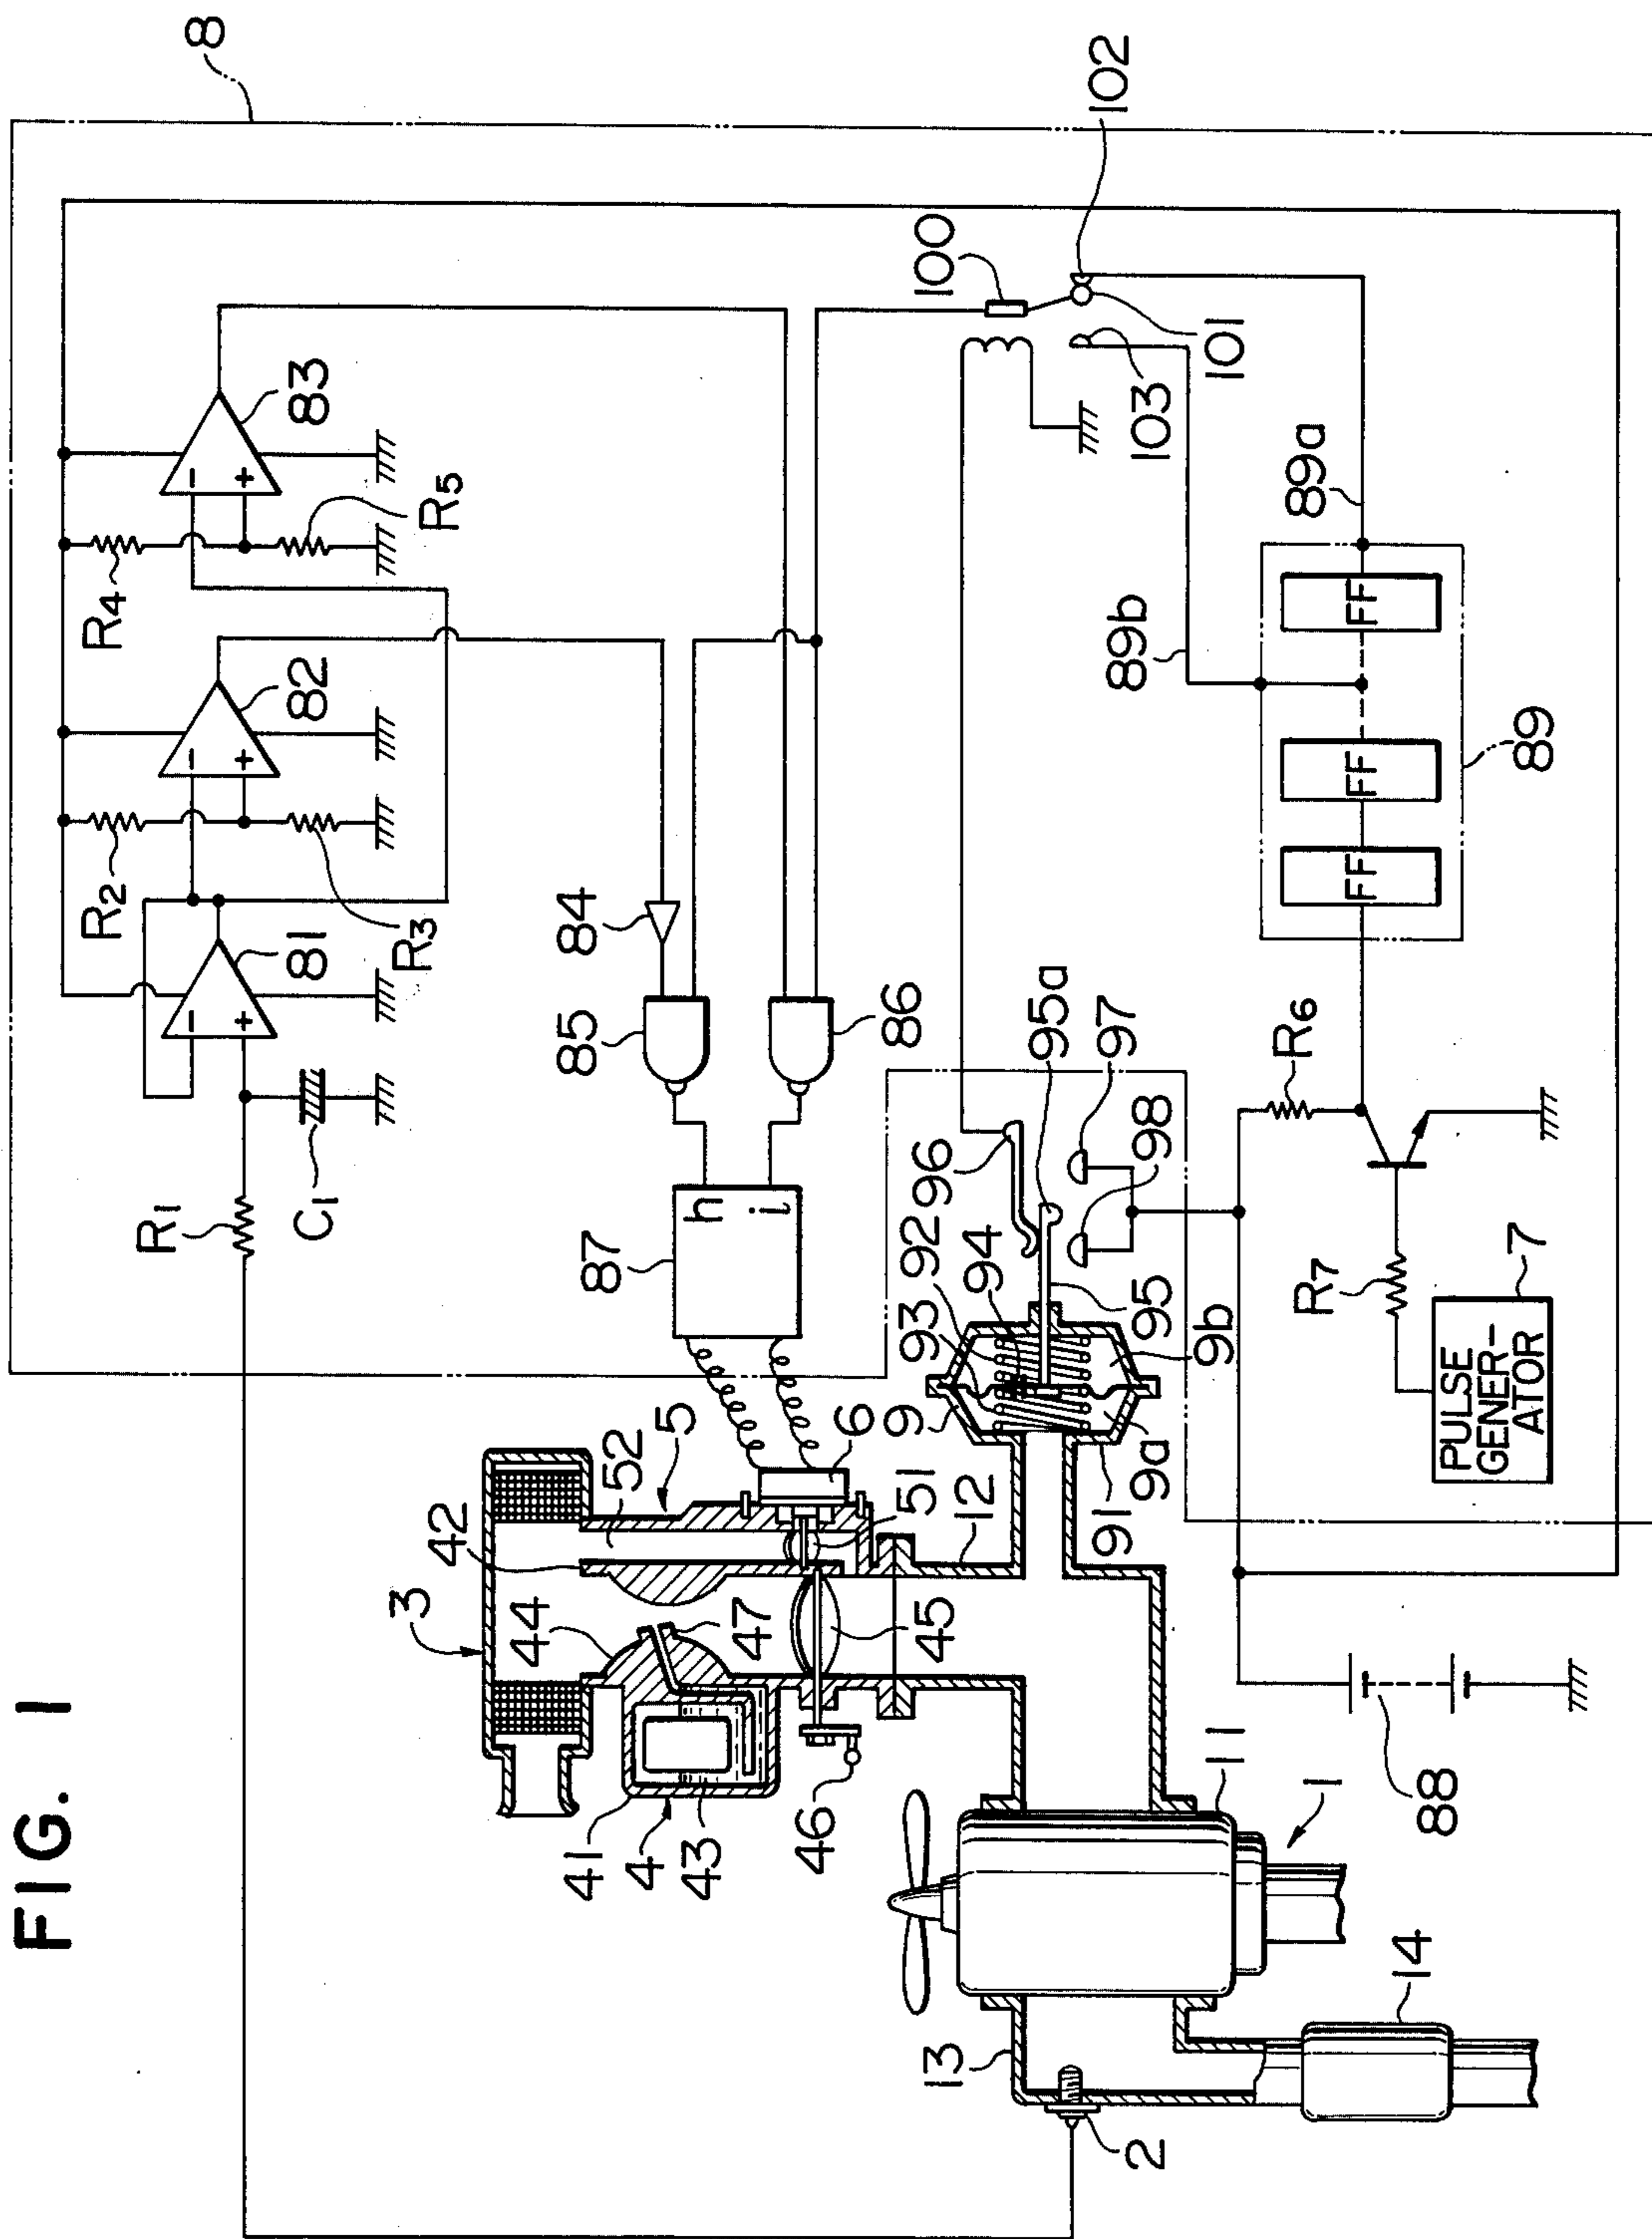 FIG. 1
8
R4
R5
83
R2
R3
82
81
-
+
-
+
-
+
R1
C1
84
85
86
87
h
i
100
101
102
103
89a
89b
89
FF
FF
FF
R6
R7
7
PULSE
GENER-
ATOR
88
95a
96
97
98
92
93
94
95
9
9a
9b
91
3
42
52
5
6
51
12
44
47
45
41
4
43
46
11
1
13
14
2